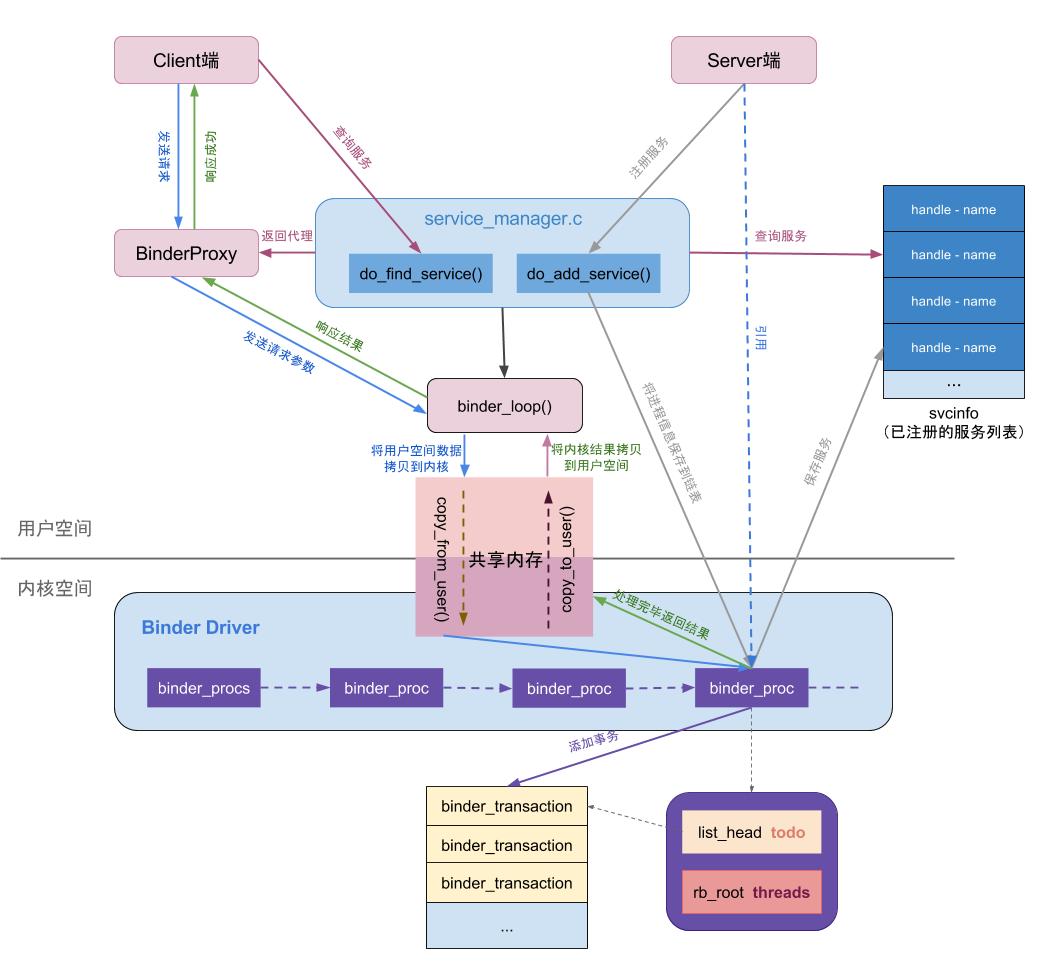 Client端
Server端
发送请求
响应成功
查询服务
注册服务
service_manager.c
do_find_service()
do_add_service()
BinderProxy
返回代理
查询服务
handle - name
handle - name
handle - name
handle - name
...
svcinfo
（已注册的服务列表）
引用
响应结果
发送请求参数
binder_loop()
将用户空间数据
拷贝到内核
将内核结果拷贝
到用户空间
将进程信息保存到链表
保存服务
用户空间
内核空间
copy_from_user()
共享内存
copy_to_user()
处理完毕返回结果
Binder Driver
binder_procs
binder_proc
binder_proc
binder_proc
添加事务
binder_transaction
binder_transaction
binder_transaction
...
list_head todo
rb_root threads